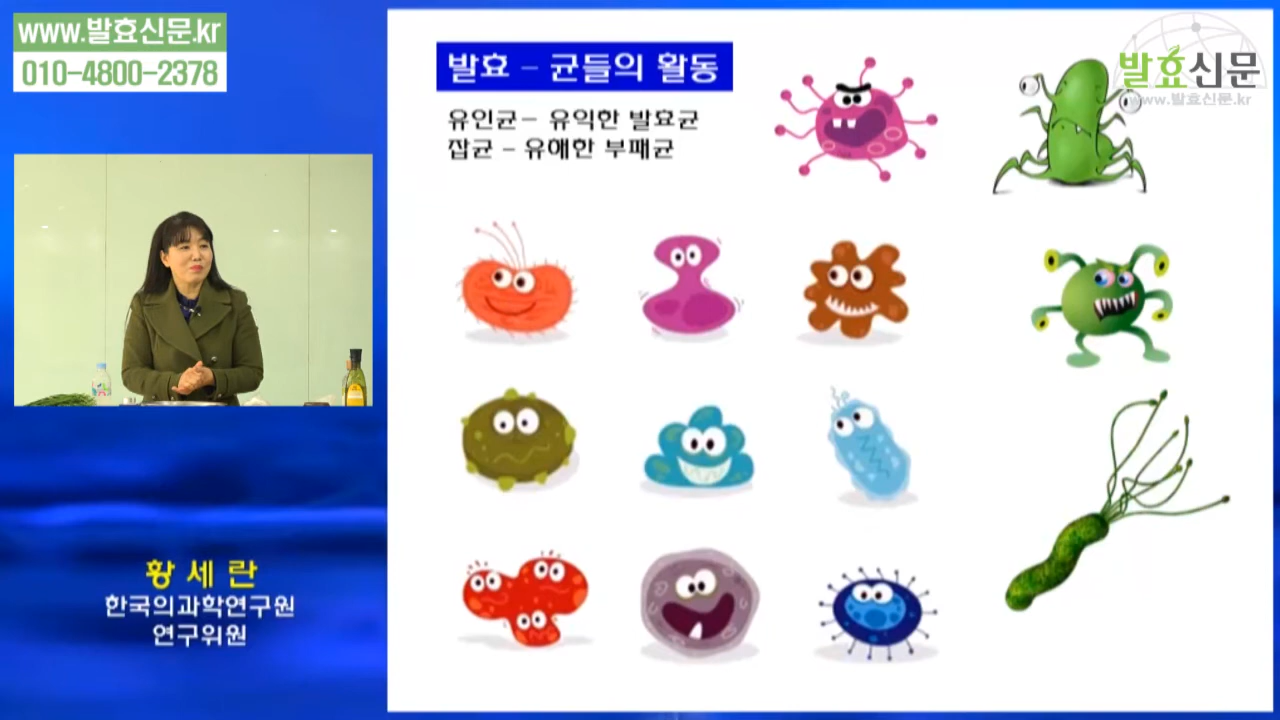 www.발효신문.kr
010-4800-2378
발효 - 균들의 활동
유인균- 유익한 발효균
잡균 - 유애한 부패균
발효신문
www.발효신문.kr
황 세 란
한국의과학연구원
연구위원